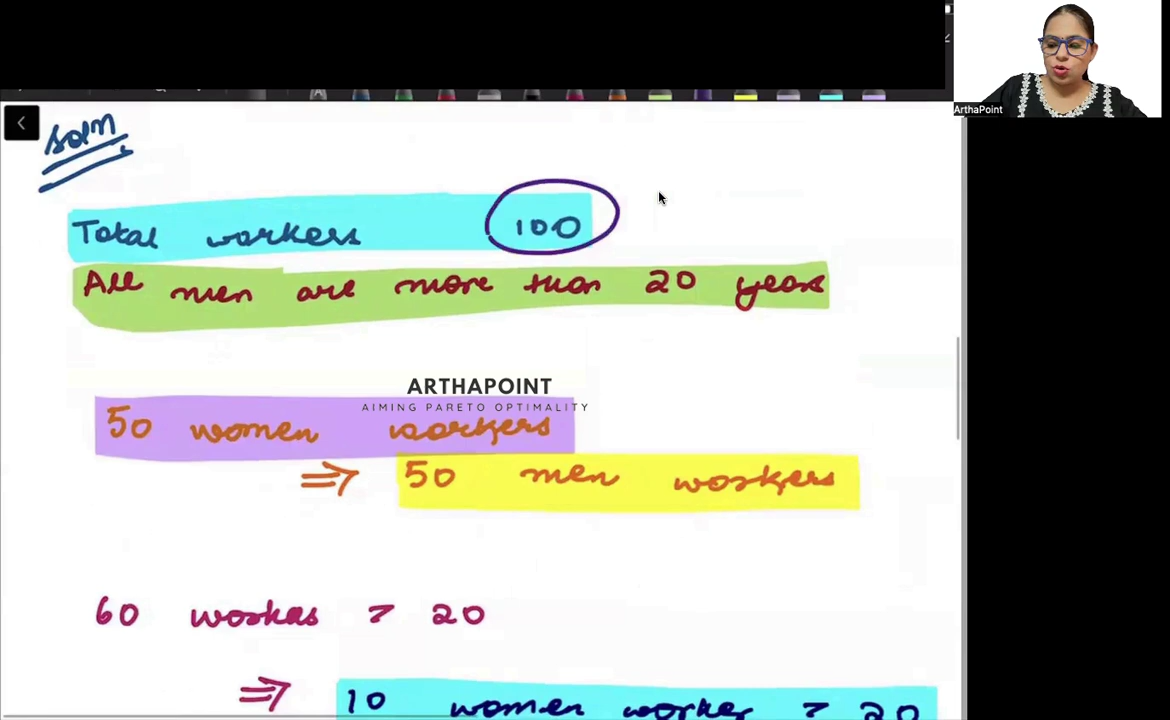 ArthaPoint
Soln
Total workers 100
All men are more than 20 years
ARTHAPOINT
AIMING PARETO OPTIMALITY
50 women workers
⇒ 50 men workers
60 workers > 20
⇒ 10 women worker > 20